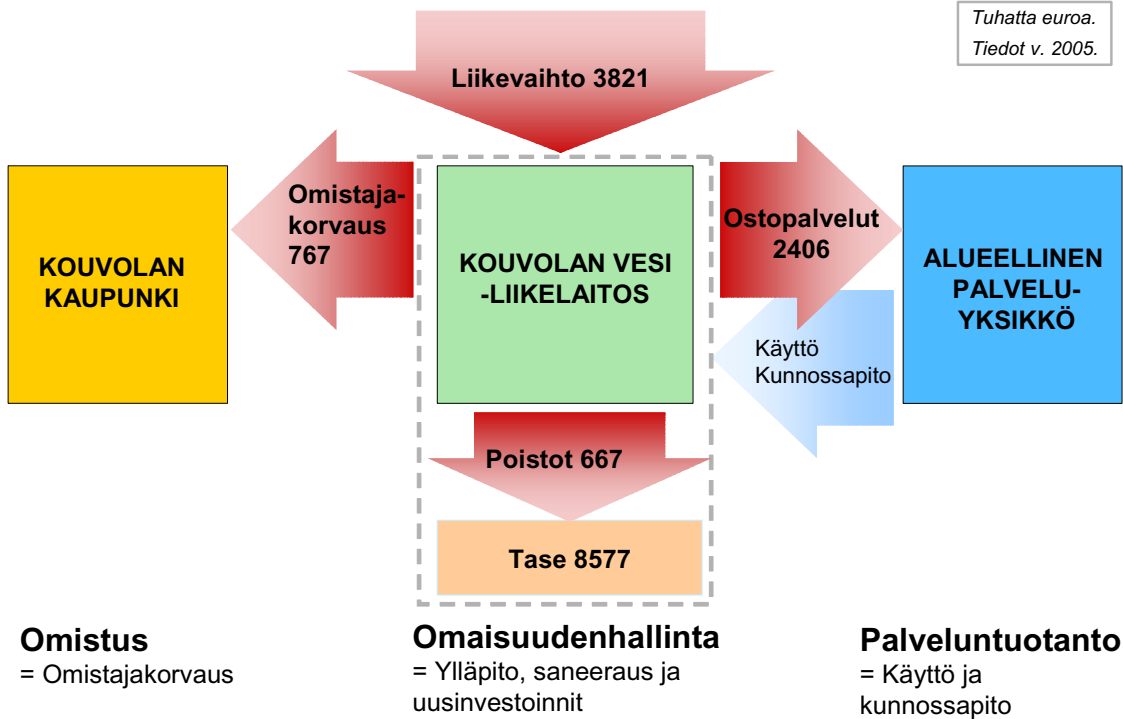 Tuhatta euroa.
Tiedot v. 2005.
Liikevaihto 3821
Omistaja-
korvaus
767
Ostopalvelut
2406
KOUVOLAN
KAUPUNKI
KOUVOLAN VESI
-LIIKELAITOS
ALUEELLINEN
PALVELU-
YKSIKKÖ
Käyttö
Kunnossapito
Poistot 667
Tase 8577
Omistus
= Omistajakorvaus
Omaisuudenhallinta
= Ylläpito, saneeraus ja
uusinvestoinnit
Palveluntuotanto
= Käyttö ja
kunnossapito